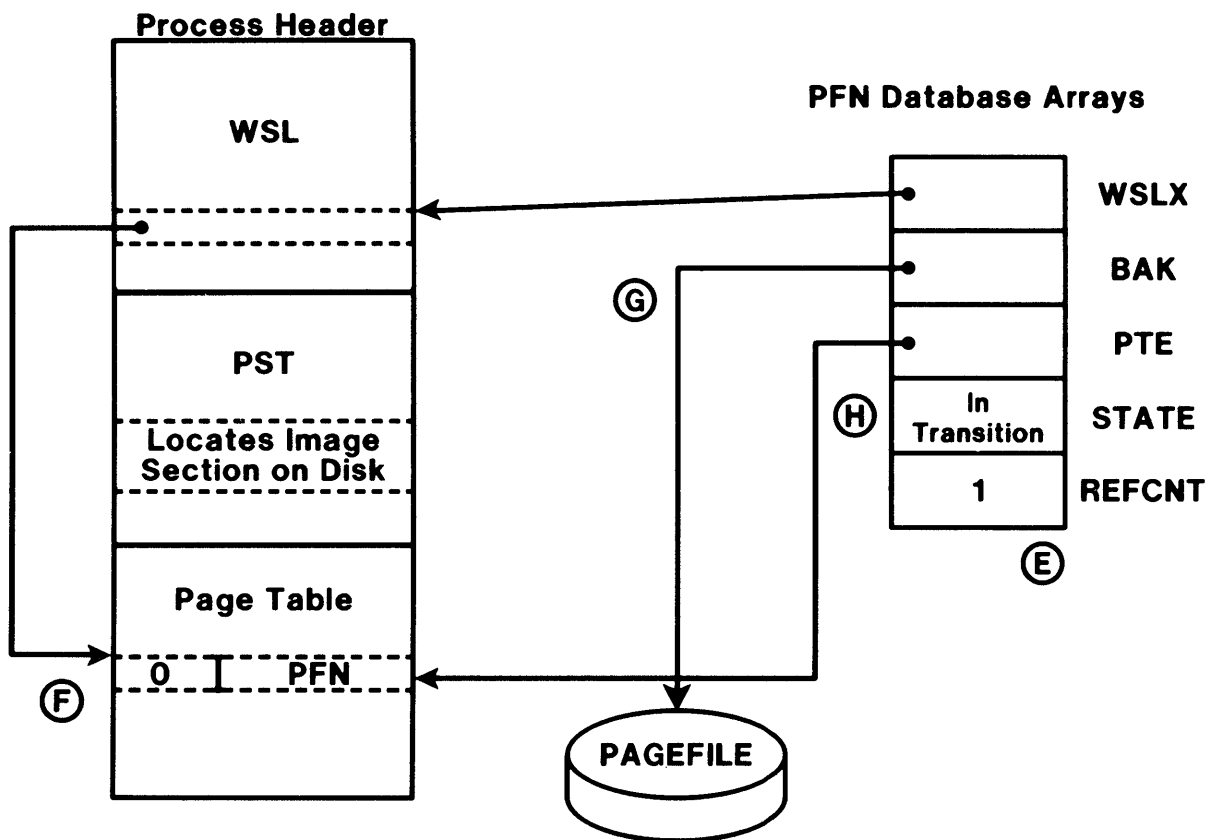 Process Header
WSL
PST
Locates Image
Section on Disk
Page Table
0 PFN
F
PFN Database Arrays
WSLX
BAK
PTE
In
Transition
STATE
1
REFCNT
E
G
H
PAGEFILE